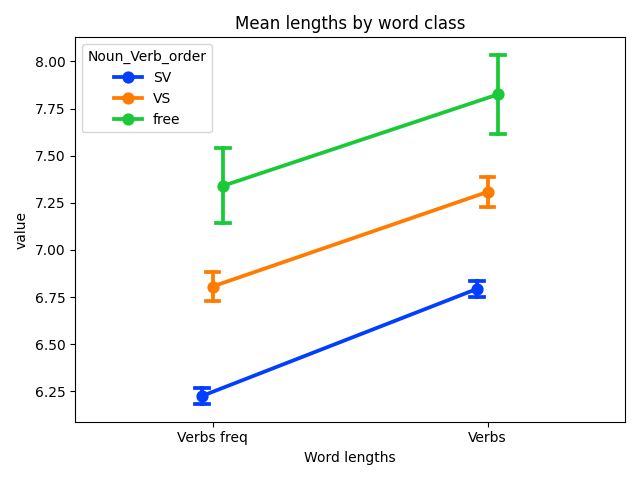 Mean lengths by word class
Noun_Verb_order
SV
VS
free
value
8.00
7.75
7.50
7.25
7.00
6.75
6.50
6.25
Verbs freq
Verbs
Word lengths